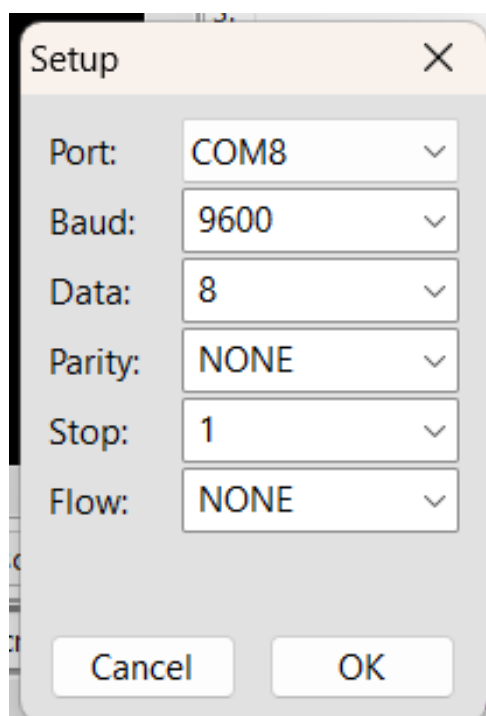 Setup
Port: COM8
Baud: 9600
Data: 8
Parity: NONE
Stop: 1
Flow: NONE
Cancel OK